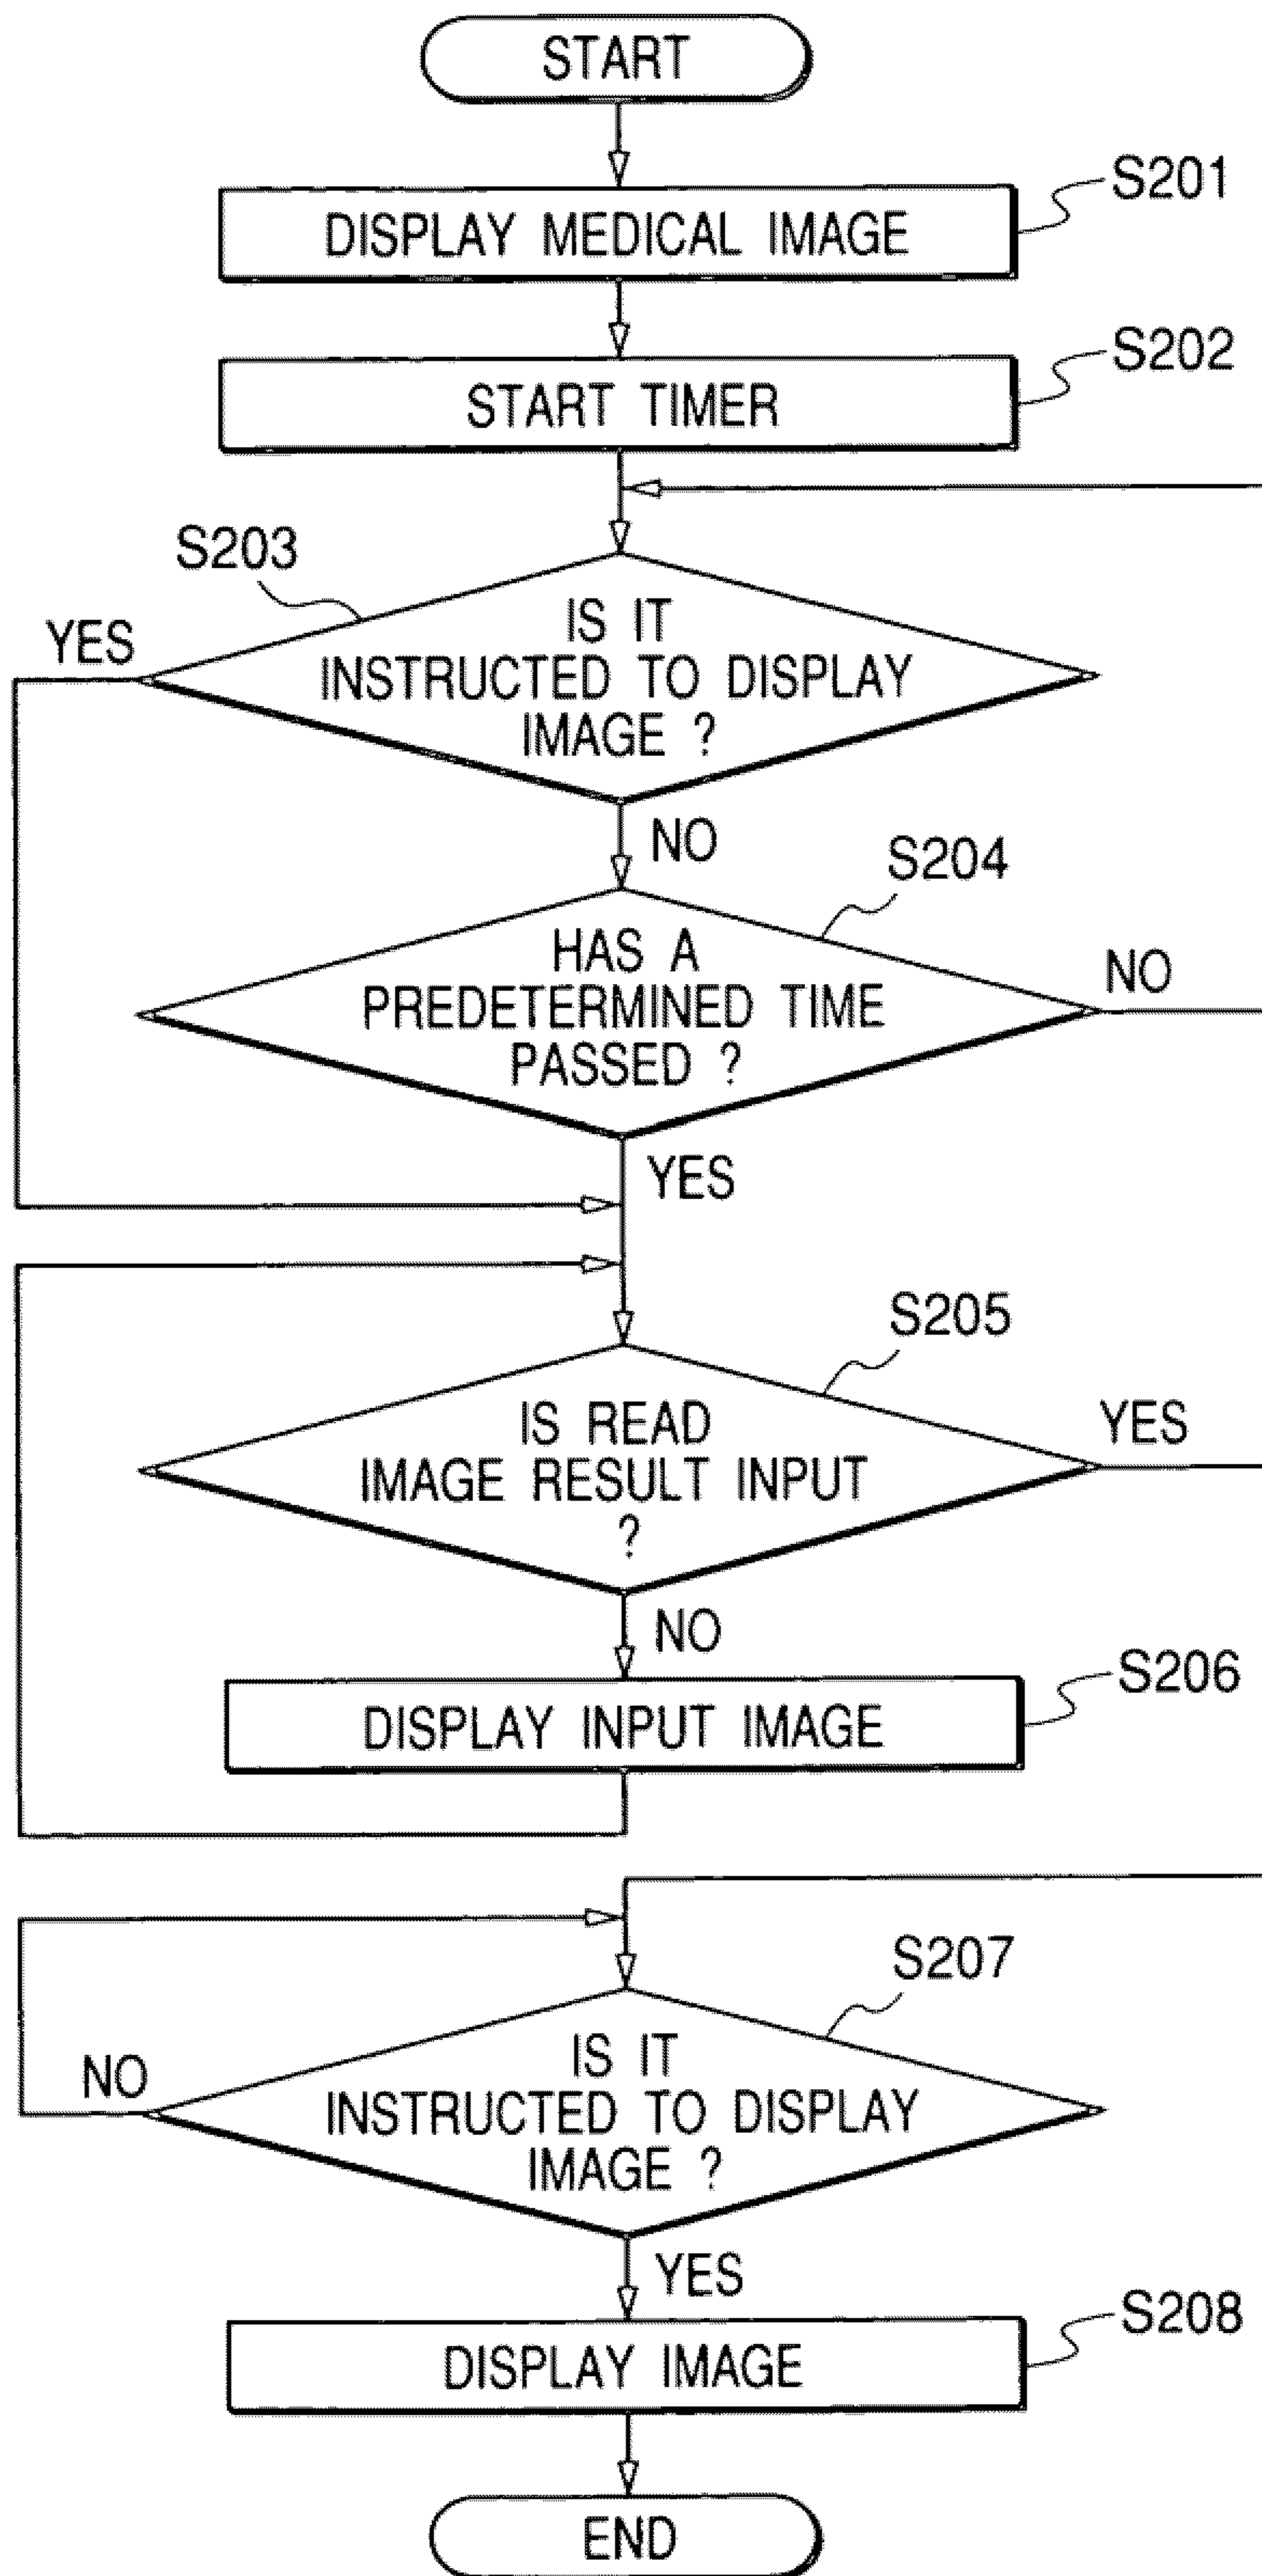 START
DISPLAY MEDICAL IMAGE
S201
START TIMER
S202
S203
YES
IS IT
INSTRUCTED TO DISPLAY
IMAGE ?
NO
S204
HAS A
PREDETERMINED TIME
PASSED ?
NO
YES
S205
IS READ
IMAGE RESULT INPUT
?
YES
NO
S206
DISPLAY INPUT IMAGE
S207
IS IT
INSTRUCTED TO DISPLAY
IMAGE ?
NO
YES
S208
DISPLAY IMAGE
END